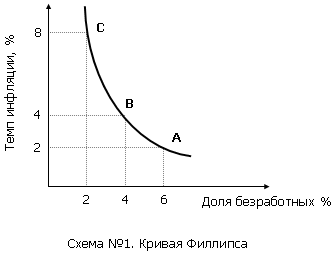 Темп инфляции, %
8
4
2
C
B
A
2 4 6 Доля безработных %
Схема №1. Кривая Филлипса